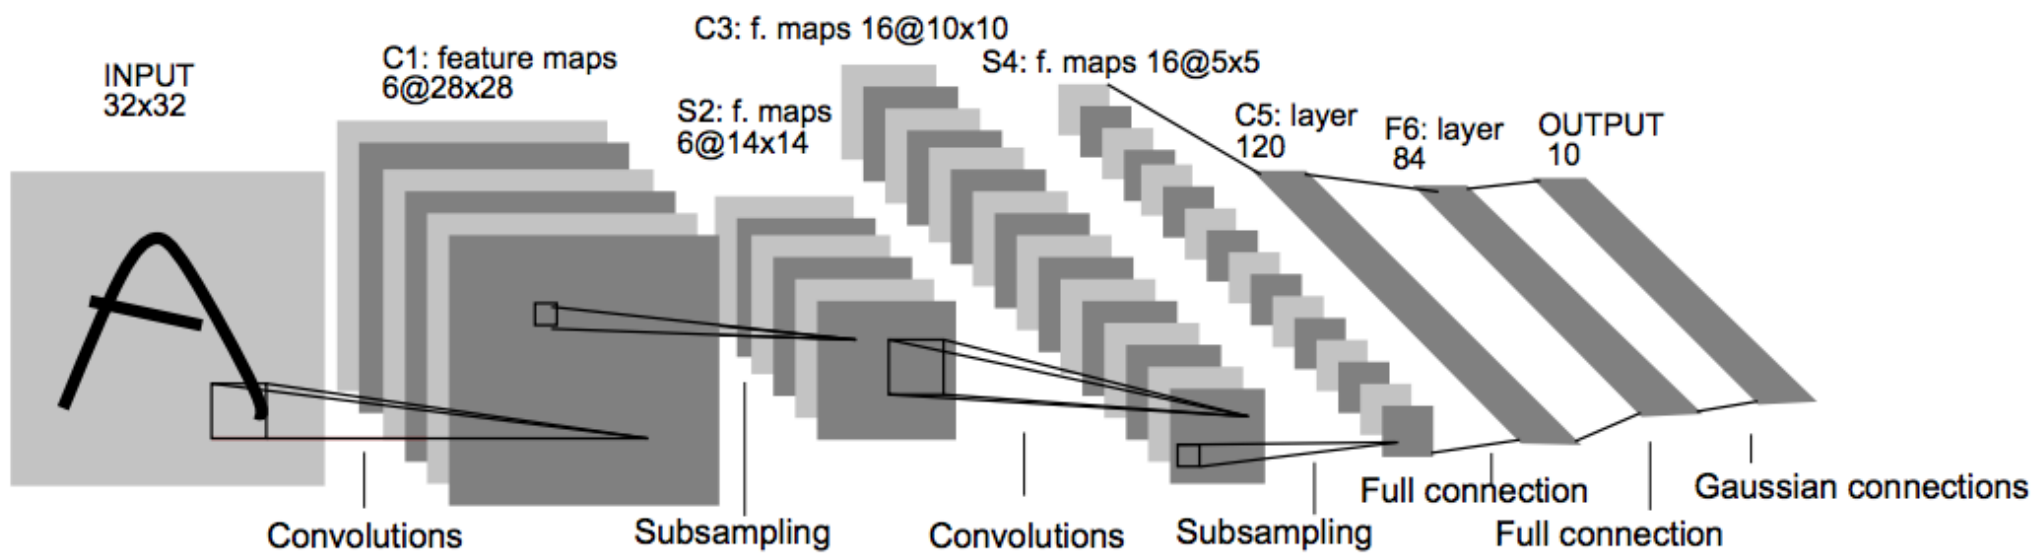 INPUT
32x32
C1: feature maps
6@28x28
S2: f. maps
6@14x14
C3: f. maps 16@10x10
S4: f. maps 16@5x5
C5: layer
120
F6: layer
84
OUTPUT
10
Convolutions
Subsampling
Convolutions
Subsampling
Full connection
Full connection
Gaussian connections